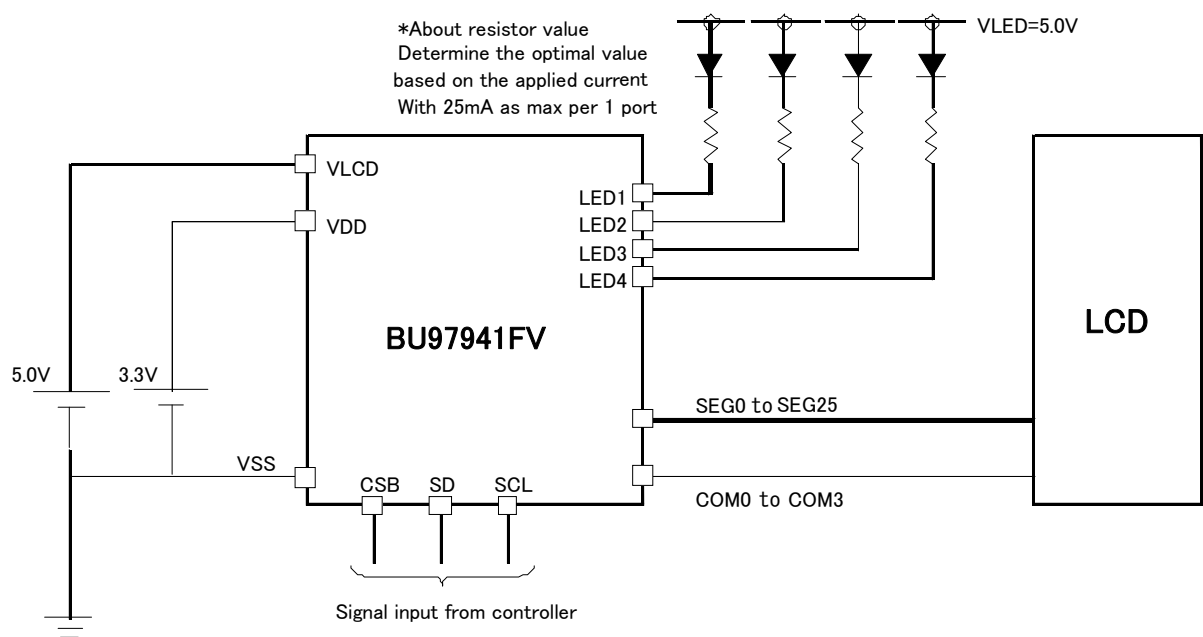 *About resistor value
Determine the optimal value
based on the applied current
With 25mA as max per 1 port
VLED=5.0V
VLCD
VDD
LED1
LED2
LED3
LED4
BU97941FV
LCD
5.0V
3.3V
SEG0 to SEG25
VSS
CSB
SD
SCL
COM0 to COM3
Signal input from controller